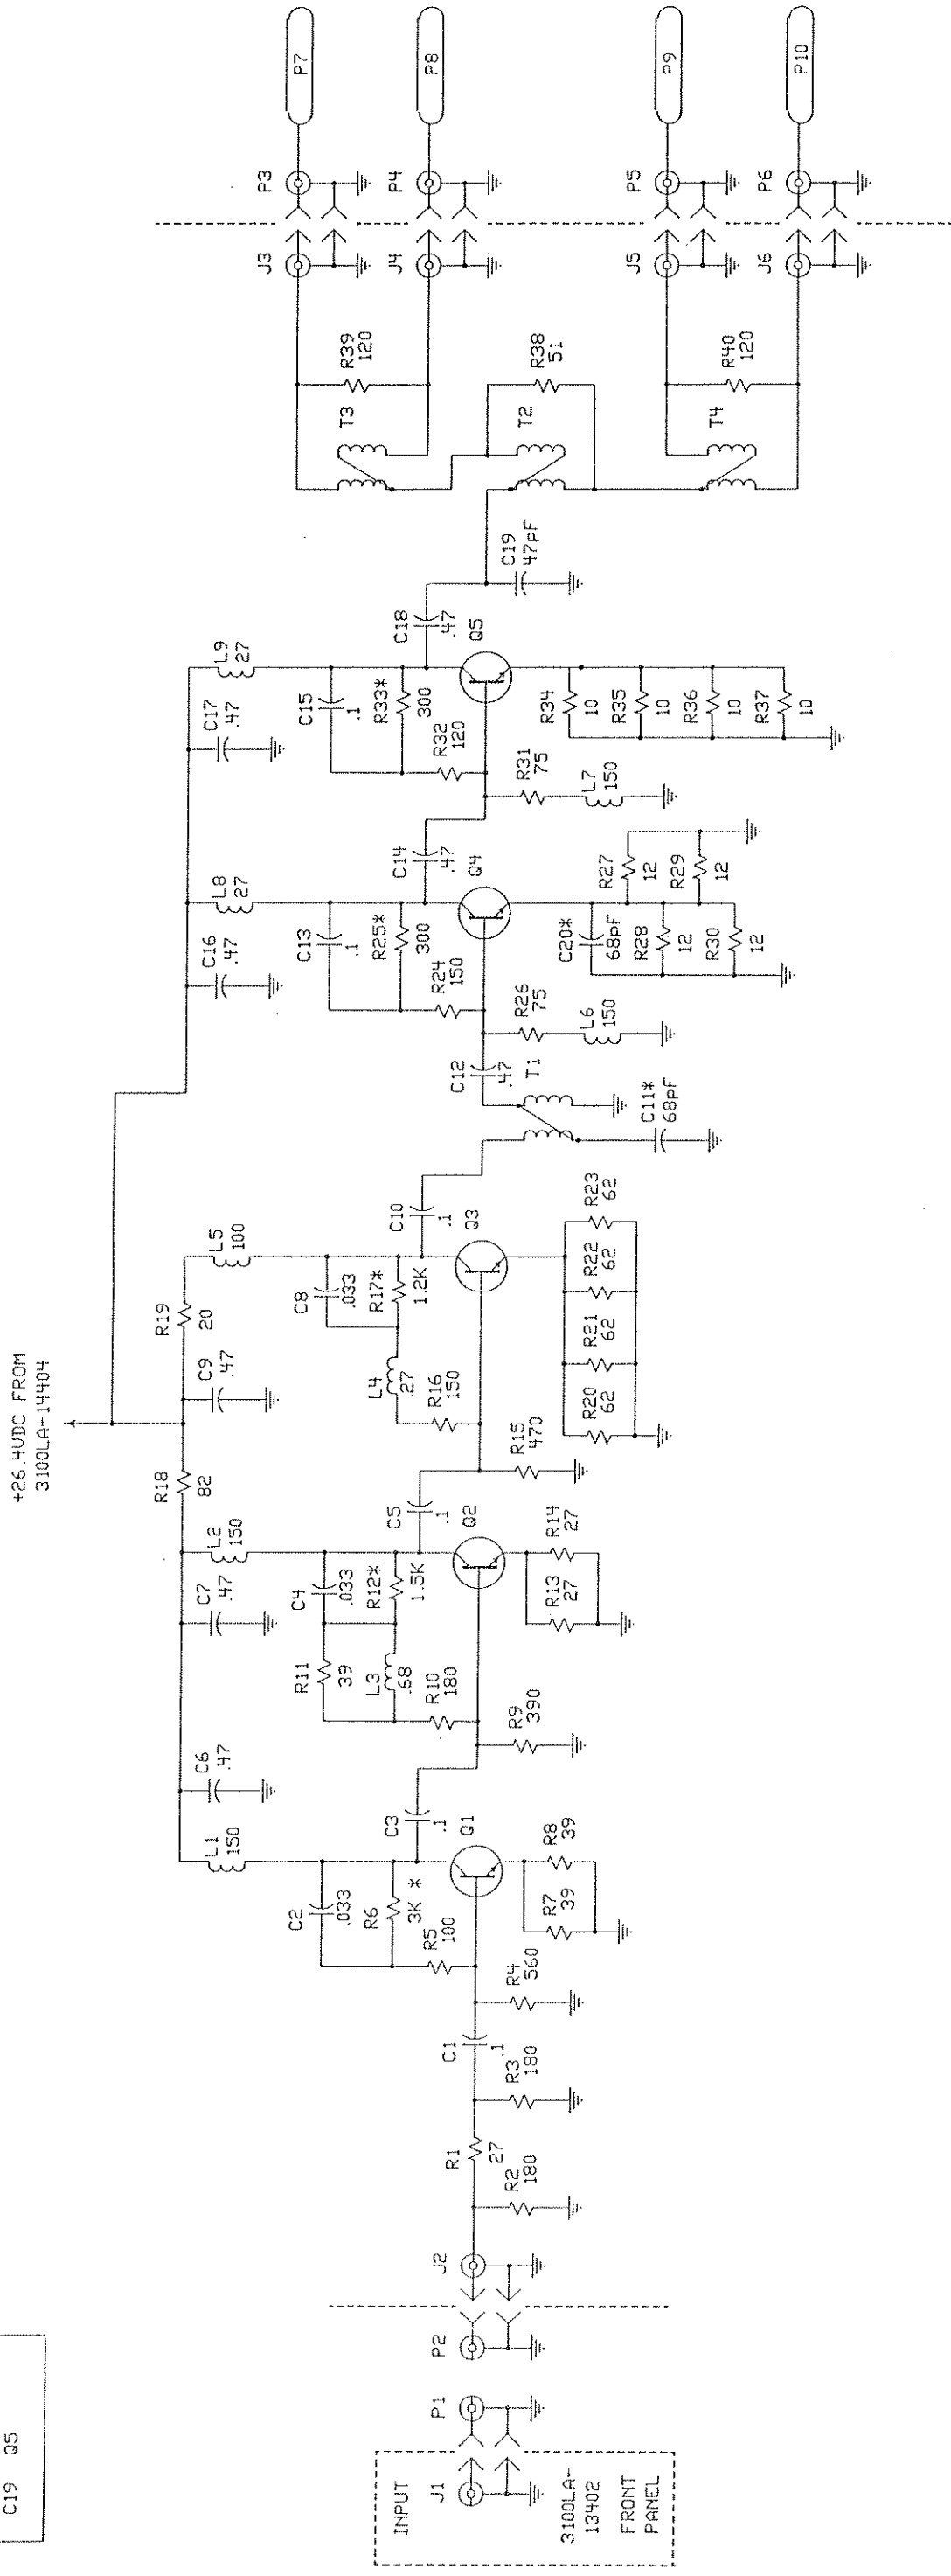 C19 Q5
INPUT
J1
3100LA-
13402
FRONT
PANEL
P1
P2
J2
R2
180
R1
27
R3
180
C1
.1
R4
560
R5
100
R6
3K *
C2
.033
L1
150
C6
.47
Q1
R7
39
R8
39
C3
.1
R9
390
R10
180
L3
.68
R11
39
C4
.033
R12*
1.5K
C7
.47
L2
150
Q2
R13
27
R14
27
C5
.1
R18
82
+26.4VDC FROM
3100LA-14404
C9
.47
R19
20
L5
100
R15
470
R16
150
L4
.27
C8
.033
R17*
1.2K
Q3
R20
62
R21
62
R22
62
R23
62
C10
.1
C11*
68pF
T1
C12
.47
R26
75
L6
150
R24
150
R25*
300
C13
.1
C16
.47
L8
27
Q4
C20*
68pF
R28
12
R30
12
R27
12
R29
12
C14
.47
R31
75
L7
150
R32
120
R33*
300
C15
.1
C17
.47
L9
27
Q5
R34
10
R35
10
R36
10
R37
10
C18
.47
C19
47pF
T3
T2
T4
R39
120
R38
51
R40
120
J3
J4
J5
J6
P3
P4
P5
P6
P7
P8
P9
P10